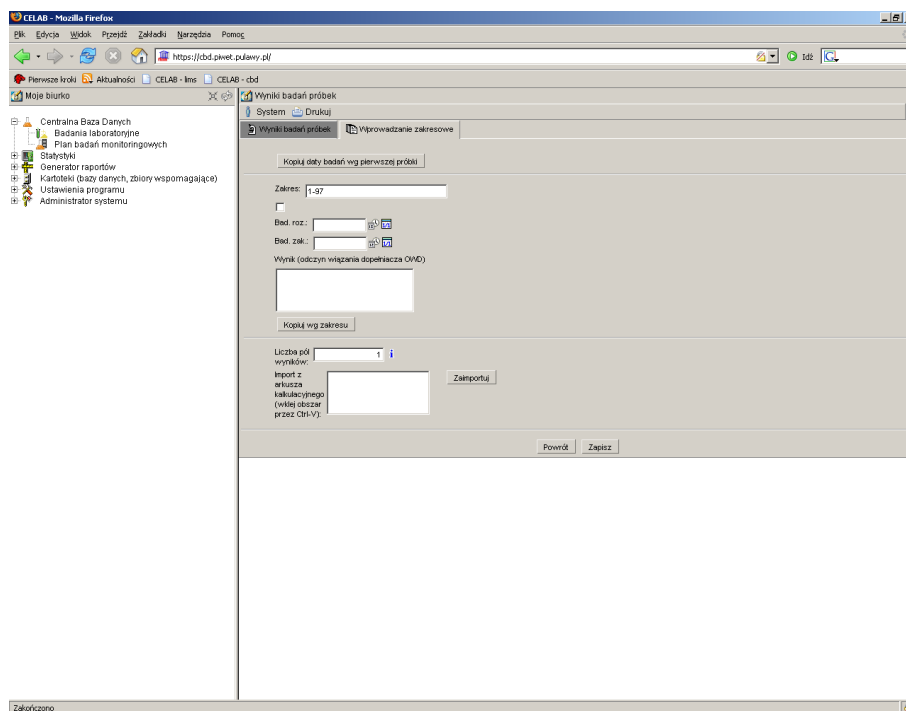 CELAB - Mozilla Firefox
Plik Edycja Widok Przejdź Zakładki Narzędzia Pomoc
https://cbd.piwet.pulawy.pl/ Idź
Pierwsze kroki Aktualności CELAB - lims CELAB - cbd
Moje biurko
Wyniki badań próbek
System Drukuj
Wyniki badań próbek Wprowadzanie zakresowe
Centralna Baza Danych
Badania laboratoryjne
Plan badań monitoringowych
Statystyki
Generator raportów
Kartoteki (bazy danych, zbiory wspomagające)
Ustawienia programu
Administrator systemu
Kopiuj daty badań wg pierwszej próbki
Zakres: 1-97
Bad. roz.:
Bad. zak.:
Wynik (odczyn wiązania dopełniacza OWD)
Kopiuj wg zakresu
Liczba pól wyników: 1
Import z
arkusza
kalkulacyjnego
(wklej obszar
przez Ctrl-V):
Zaimportuj
Powrót Zapisz
Zakończono